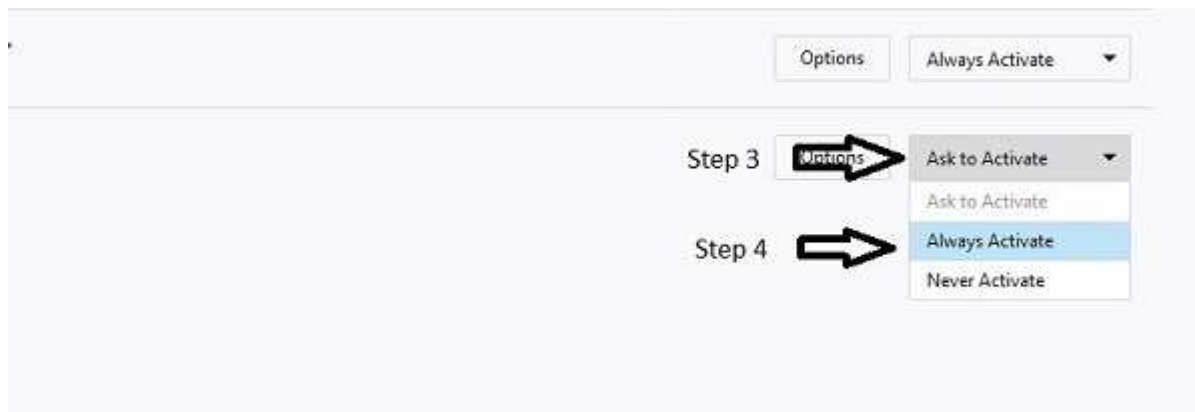 Options Always Activate
Step 3 Options Ask to Activate
Ask to Activate
Step 4 Always Activate
Never Activate